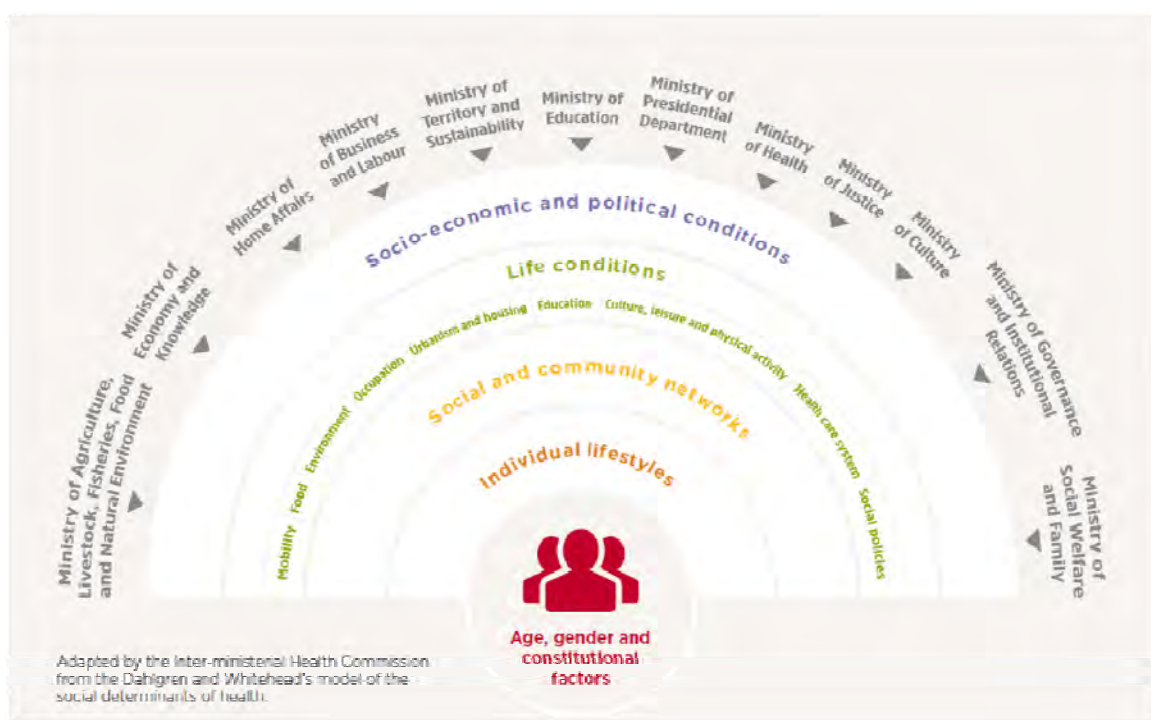 Ministry of Agriculture,
Livestock, Fisheries, Food
and Natural Environment
Ministry of
Economy and
Knowledge
Ministry of
Home Affairs
Ministry
of Business
and Labour
Ministry of
Territory and
Sustainability
Ministry of
Education
Ministry of
Presidential
Department
Ministry
of Health
Ministry
of Justice
Ministry
of Culture
Ministry of Governance
and Institutional
Relations
Ministry of
Social Welfare
and Family
Socio-economic and political conditions
Life conditions
Mobility Food Environment Occupation Urbanism and housing Education Culture, leisure and physical activity Health care system Social policies
Social and community networks
Individual lifestyles
Age, gender and
constitutional
factors
Adapted by the Inter-ministerial Health Commission
from the Dahlgren and Whitehead's model of the
social determinants of health.